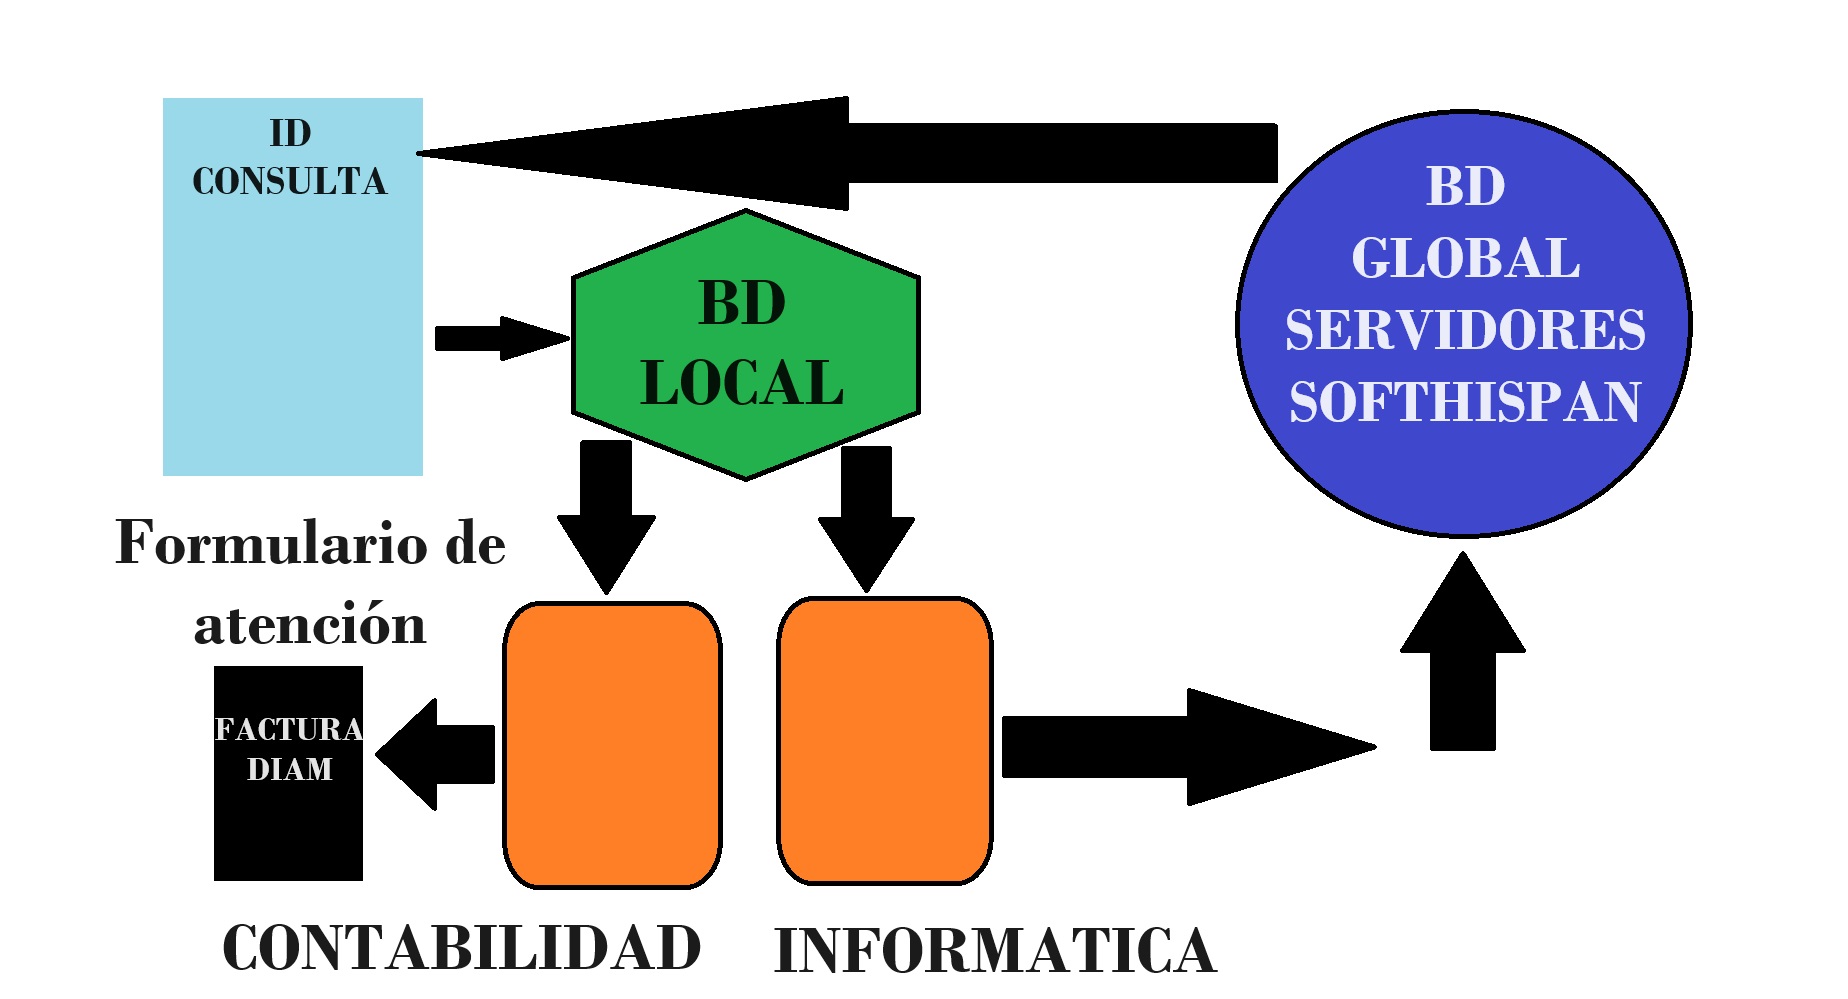 ID
CONSULTA
BD
LOCAL
BD
GLOBAL
SERVIDORES
SOFTHISPAN
Formulario de
atención
FACTURA
DIAM
CONTABILIDAD
INFORMATICA